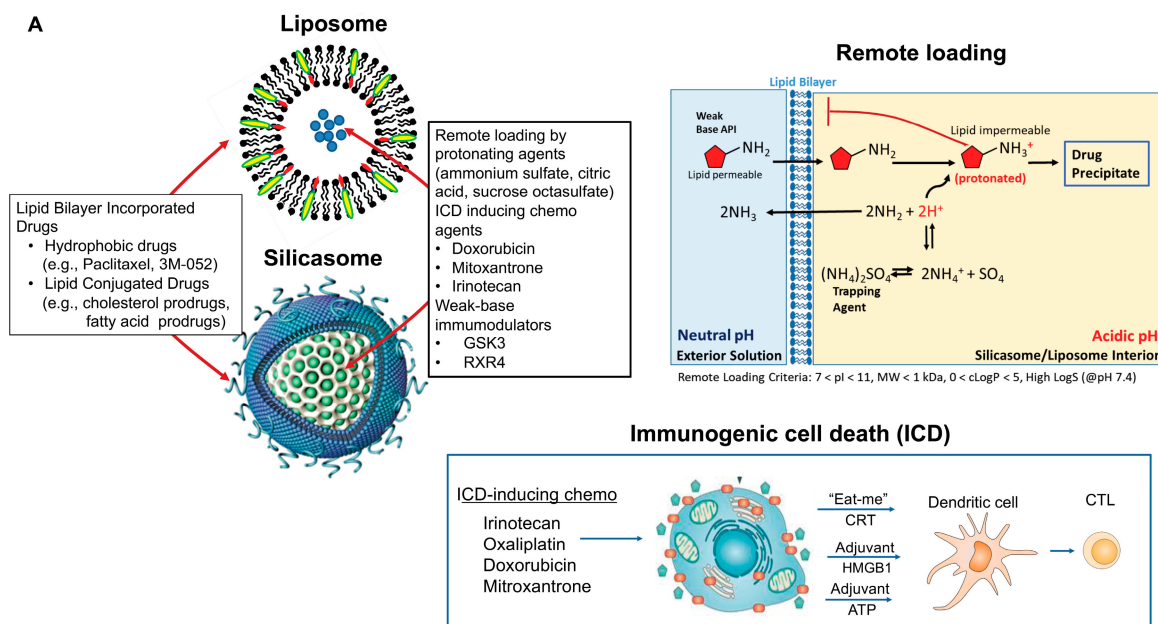 A
Liposome
Lipid Bilayer Incorporated
Drugs
• Hydrophobic drugs
(e.g., Paclitaxel, 3M-052)
• Lipid Conjugated Drugs
(e.g., cholesterol prodrugs,
fatty acid prodrugs)
Silicasome
Remote loading by
protonating agents
(ammonium sulfate, citric
acid, sucrose octasulfate)
ICD inducing chemo
agents
• Doxorubicin
• Mitoxantrone
• Irinotecan
Weak-base
immumodulators
• GSK3
• RXR4
Remote loading
Lipid Bilayer
Weak
Base API
NH₂
Lipid permeable
NH₂
Lipid impermeable
NH₃⁺
(protonated)
Drug
Precipitate
2NH₃
2NH₂ + 2H⁺
(NH₄)₂SO₄
2NH₄⁺ + SO₄
Trapping
Agent
Neutral pH
Exterior Solution
Acidic pH
Silicasome/Liposome Interior
Remote Loading Criteria: 7 < pI < 11, MW < 1 kDa, 0 < cLogP < 5, High LogS (@pH 7.4)
Immunogenic cell death (ICD)
ICD-inducing chemo
Irinotecan
Oxaliplatin
Doxorubicin
Mitroxantrone
“Eat-me”
CRT
Adjuvant
HMGB1
Adjuvant
ATP
Dendritic cell
CTL